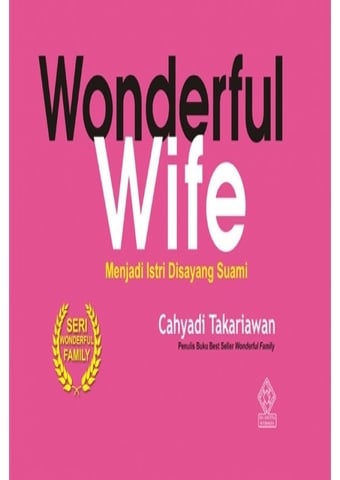 Wonderful
Wife
Menjadi Istri Disayang Suami
SERI
WONDERFUL
FAMILY
Cahyadi Takariawan
Penulis Buku Best Seller Wonderful Family